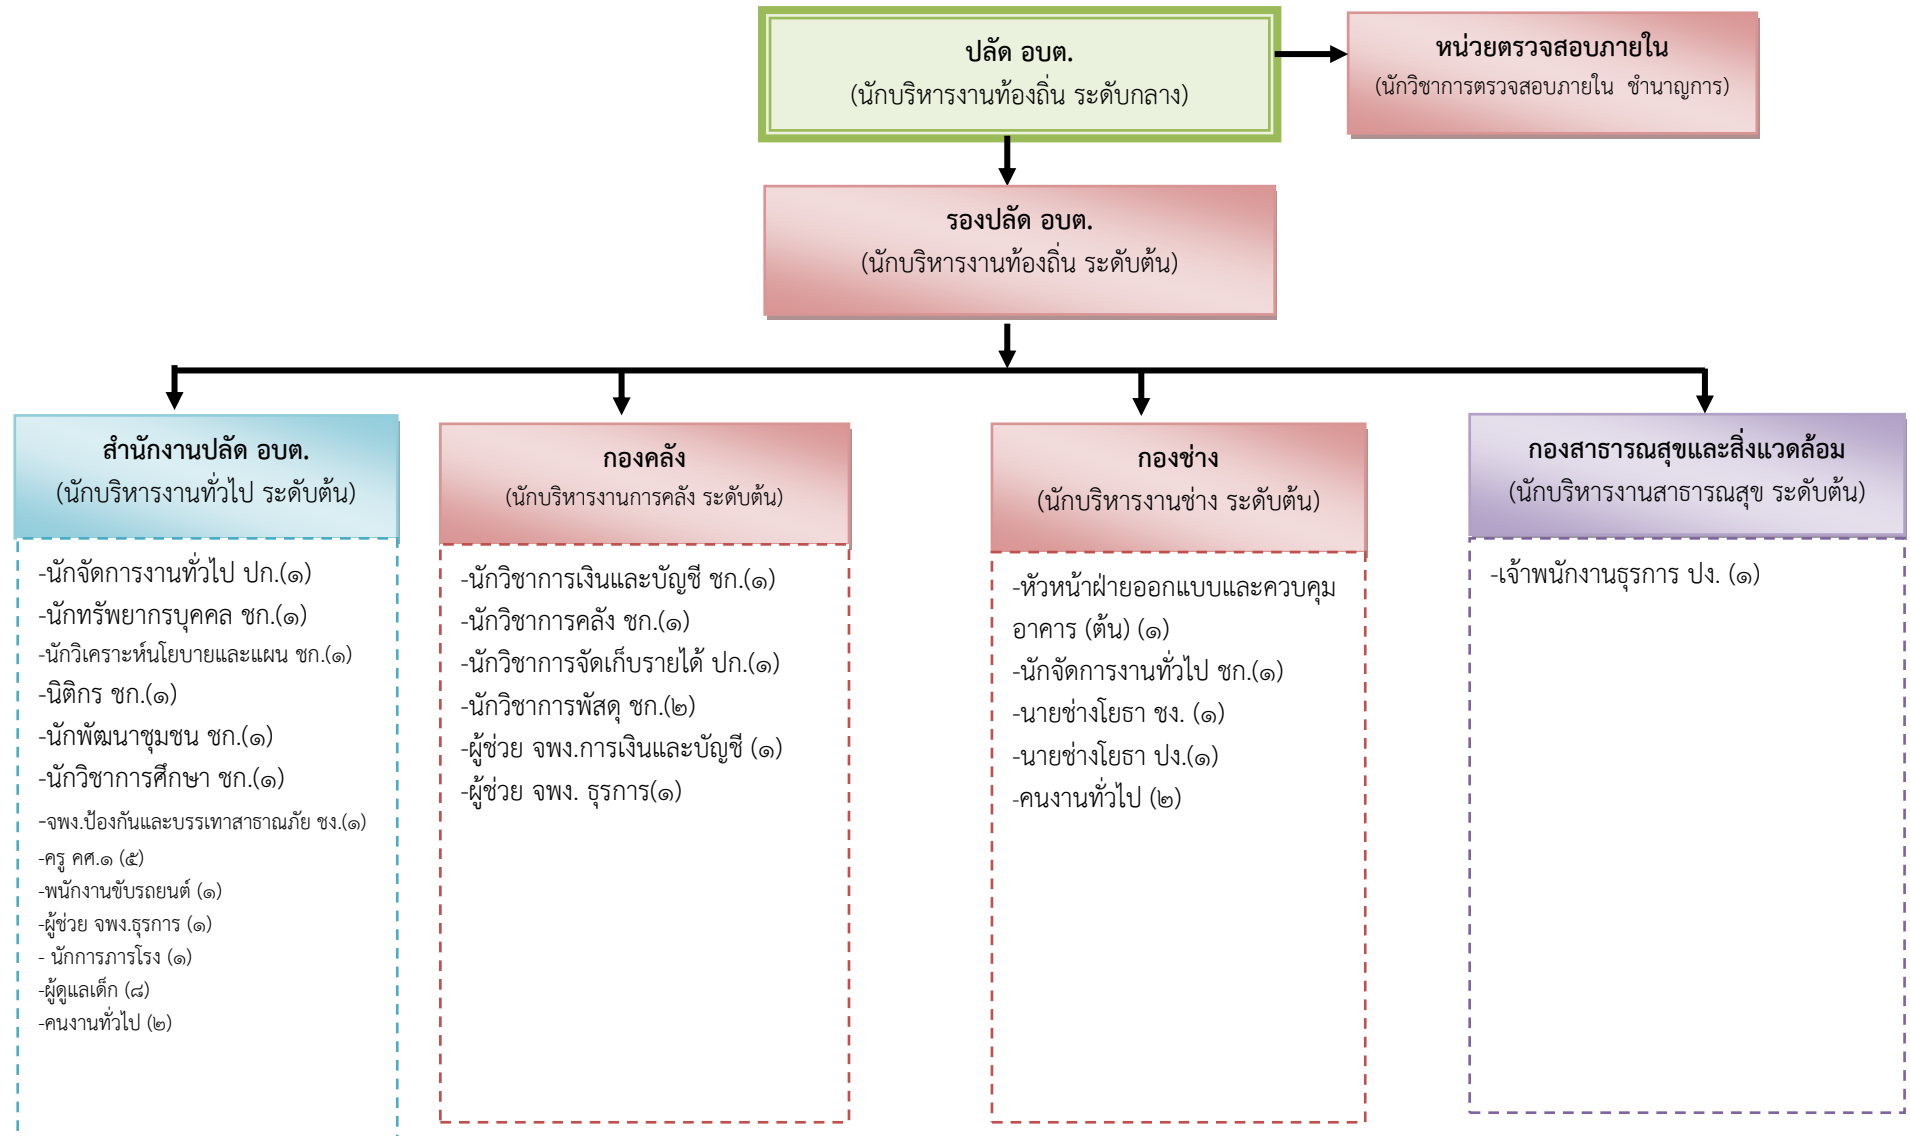 ปลัด อบต.
(นักบริหารงานท้องถิ่น ระดับกลาง)
หน่วยตรวจสอบภายใน
(นักวิชาการตรวจสอบภายใน ชำนาญการ)
รองปลัด อบต.
(นักบริหารงานท้องถิ่น ระดับต้น)
สำนักงานปลัด อบต.
(นักบริหารงานทั่วไป ระดับต้น)
-นักจัดการงานทั่วไป ปก.(๑)
-นักทรัพยากรบุคคล ชก.(๑)
-นักวิเคราะห์นโยบายและแผน ชก.(๑)
-นิติกร ชก.(๑)
-นักพัฒนาชุมชน ชก.(๑)
-นักวิชาการศึกษา ชก.(๑)
-จพง.ป้องกันและบรรเทาสาธาณภัย ชง.(๑)
-ครู คศ.๑ (๕)
-พนักงานขับรถยนต์ (๑)
-ผู้ช่วย จพง.ธุรการ (๑)
- นักการภารโรง (๑)
-ผู้ดูแลเด็ก (๘)
-คนงานทั่วไป (๒)
กองคลัง
(นักบริหารงานการคลัง ระดับต้น)
-นักวิชาการเงินและบัญชี ชก.(๑)
-นักวิชาการคลัง ชก.(๑)
-นักวิชาการจัดเก็บรายได้ ปก.(๑)
-นักวิชาการพัสดุ ชก.(๒)
-ผู้ช่วย จพง.การเงินและบัญชี (๑)
-ผู้ช่วย จพง. ธุรการ(๑)
กองช่าง
(นักบริหารงานช่าง ระดับต้น)
-หัวหน้าฝ่ายออกแบบและควบคุม
อาคาร (ต้น) (๑)
-นักจัดการงานทั่วไป ชก.(๑)
-นายช่างโยธา ชง. (๑)
-นายช่างโยธา ปง.(๑)
-คนงานทั่วไป (๒)
กองสาธารณสุขและสิ่งแวดล้อม
(นักบริหารงานสาธารณสุข ระดับต้น)
-เจ้าพนักงานธุรการ ปง. (๑)